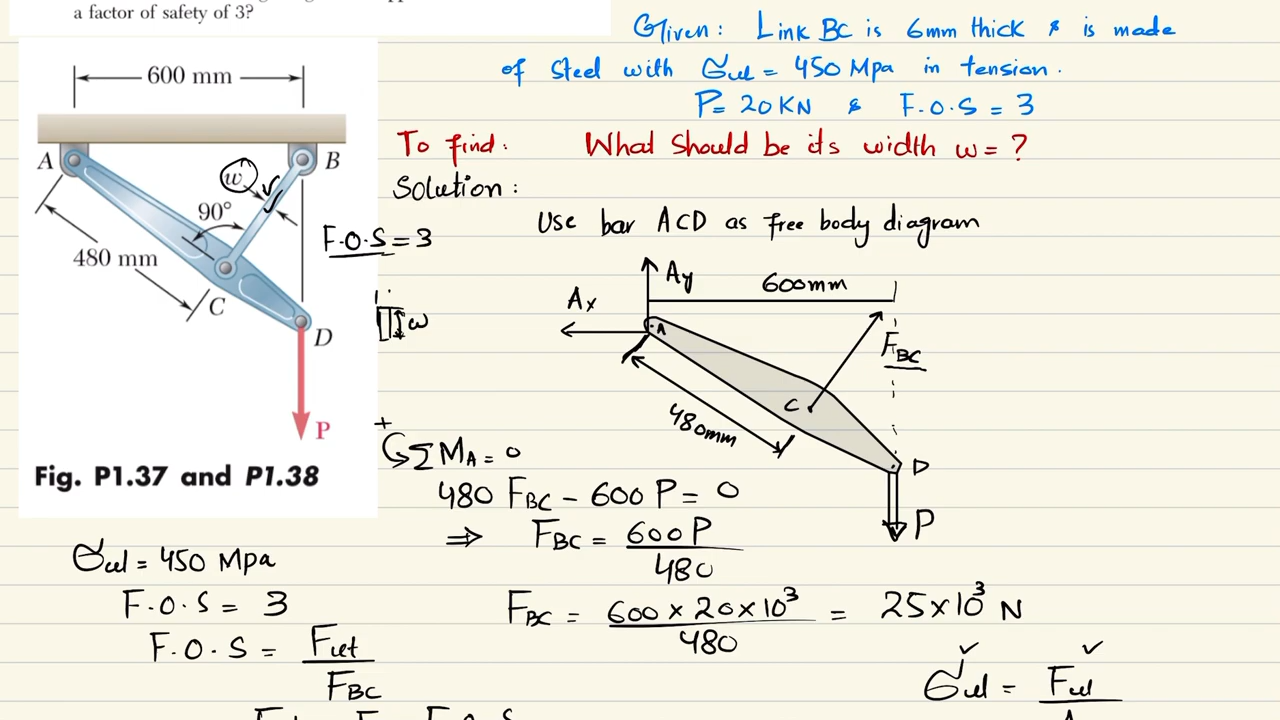 a factor of safety of 3?
Given: Link BC is 6mm thick & is made
of steel with σul = 450 Mpa in tension.
P= 20 KN & F.O.S = 3
To find: What should be its width w = ?
Solution:
Use bar ACD as free body diagram
600 mm
A
B
w
90°
480 mm
C
D
P
Fig. P1.37 and P1.38
F.O.S = 3
w
Ay
Ax
600mm
A
FBC
C
480mm
D
P
+
ΣMA = 0
480 FBC - 600 P = 0
⇒ FBC = 600 P
480
FBC = 600 × 20 × 10³ = 25×10³ N
480
σul = 450 Mpa
F.O.S = 3
F.O.S = Fult
FBC
σul = Ful